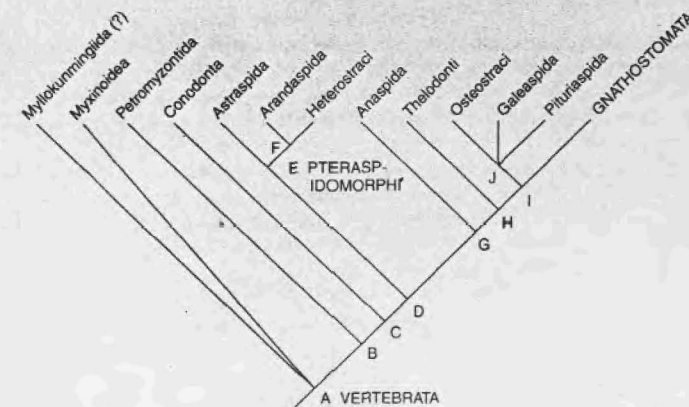 Myllokunmingiida (?)
Myxinoidea
Petromyzontida
Conodonta
Astraspida
Arandaspida
Heterostraci
Anaspida
Thelodonti
Osteostraci
Galeaspida
Pituriaspida
GNATHOSTOMATA
F
E PTERASP-
IDOMORPHI
J
I
H
G
D
C
B
A VERTEBRATA